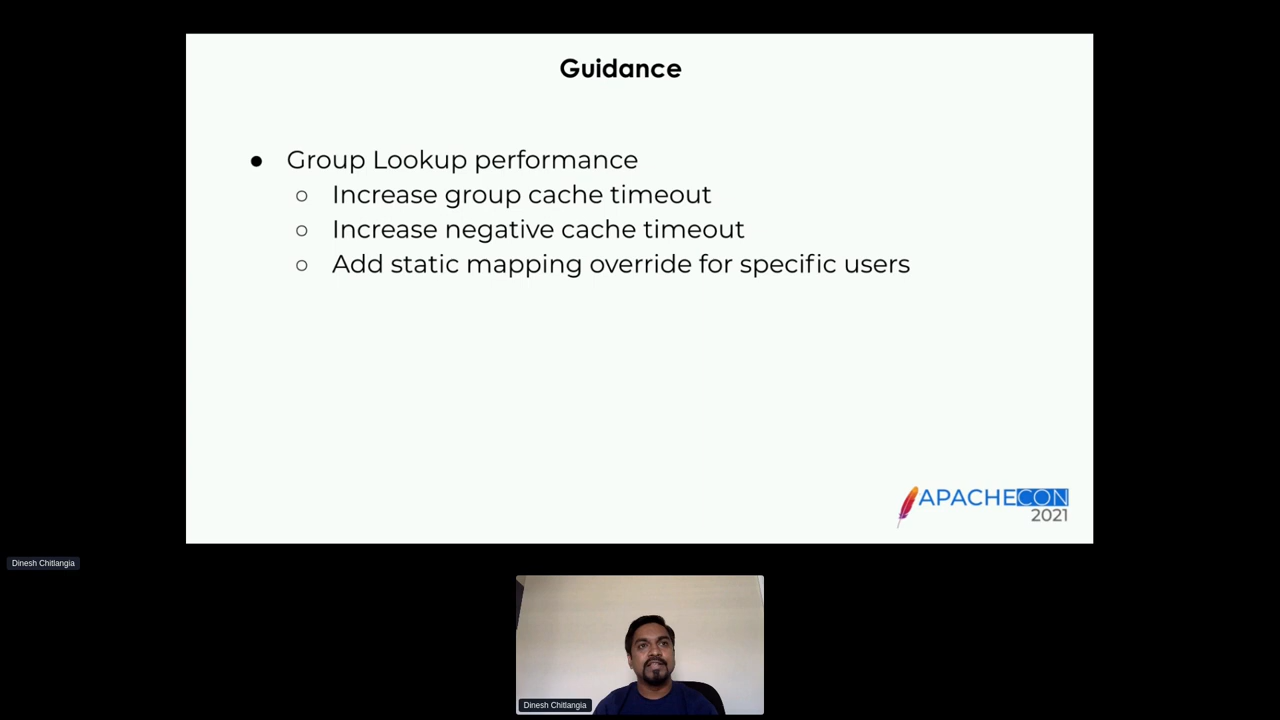 Guidance
● Group Lookup performance
○ Increase group cache timeout
○ Increase negative cache timeout
○ Add static mapping override for specific users
APACHECON
2021
Dinesh Chitlangia
Dinesh Chitlangia